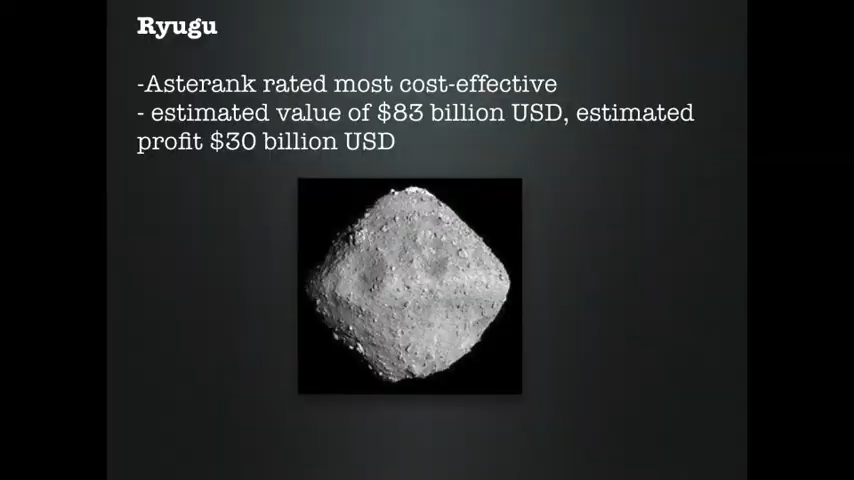 Ryugu
-Asterank rated most cost-effective
- estimated value of $83 billion USD, estimated
profit $30 billion USD